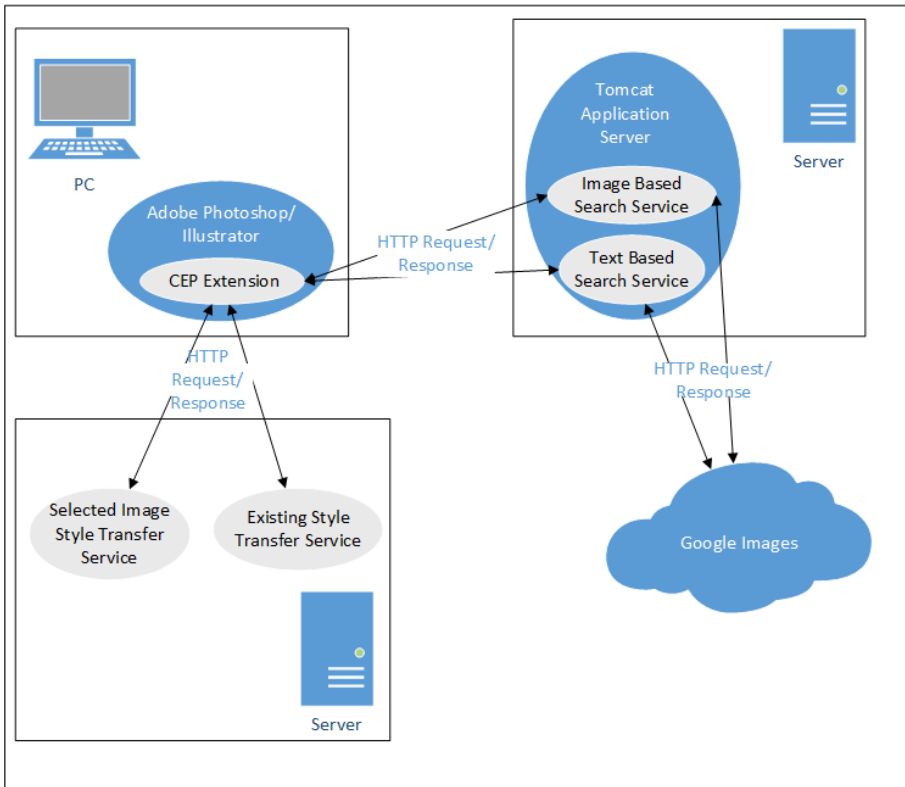 PC
Adobe Photoshop/
Illustrator
CEP Extension
HTTP Request/
Response
Tomcat
Application
Server
Server
Image Based
Search Service
Text Based
Search Service
HTTP
Request/
Response
HTTP Request/
Response
Selected Image
Style Transfer
Service
Existing Style
Transfer Service
Server
Google Images